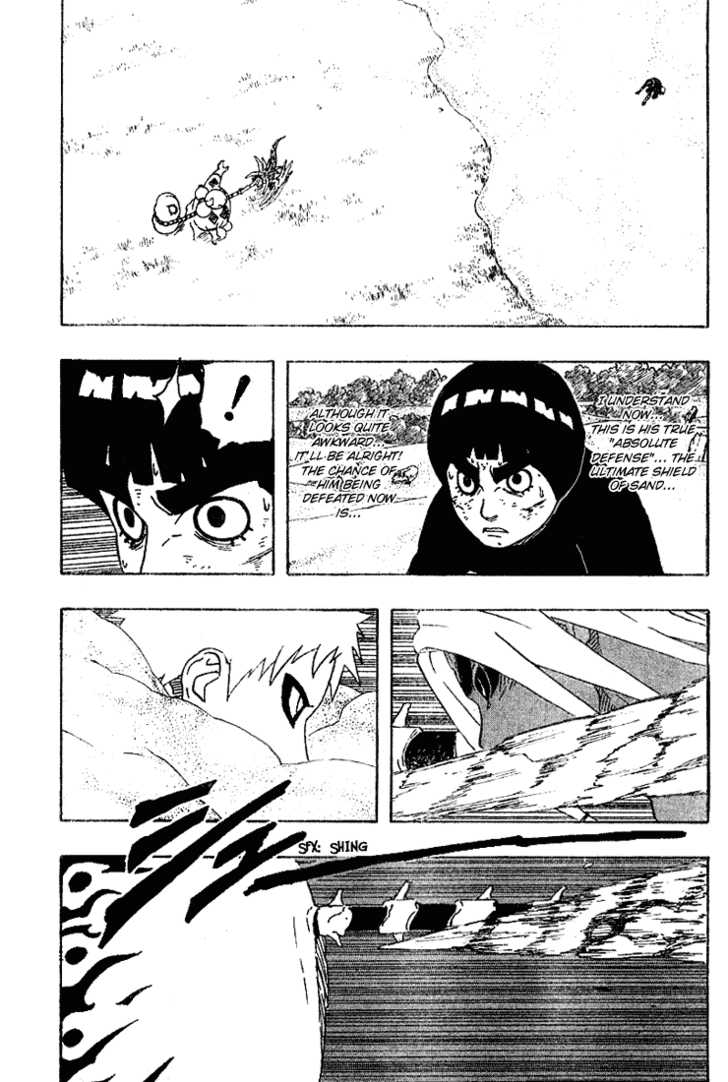 I UNDERSTAND
NOW...
THIS IS HIS TRUE
"ABSOLUTE
DEFENSE"... THE
ULTIMATE SHIELD
OF SAND...
ALTHOUGH IT
LOOKS QUITE
AWKWARD...
IT'LL BE ALRIGHT!
THE CHANCE OF
HIM BEING
DEFEATED NOW
IS...
!
SFX: SHING